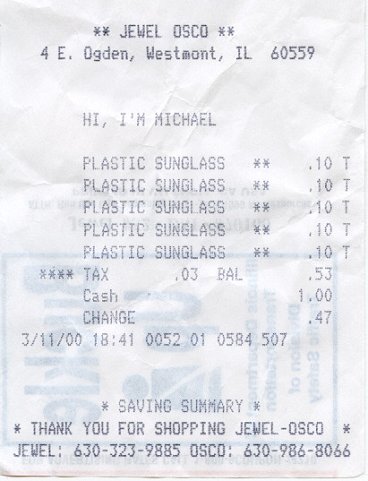 ** JEWEL OSCO **
4 E. Ogden, Westmont, IL 60559
HI, I'M MICHAEL
PLASTIC SUNGLASS ** .10 T
PLASTIC SUNGLASS ** .10 T
PLASTIC SUNGLASS ** .10 T
PLASTIC SUNGLASS ** .10 T
PLASTIC SUNGLASS ** .10 T
**** TAX .03 BAL .53
Cash 1.00
CHANGE .47
3/11/00 18:41 0052 01 0584 507
* SAVING SUMMARY *
* THANK YOU FOR SHOPPING JEWEL-OSCO *
JEWEL: 630-323-9885 OSCO: 630-986-8066